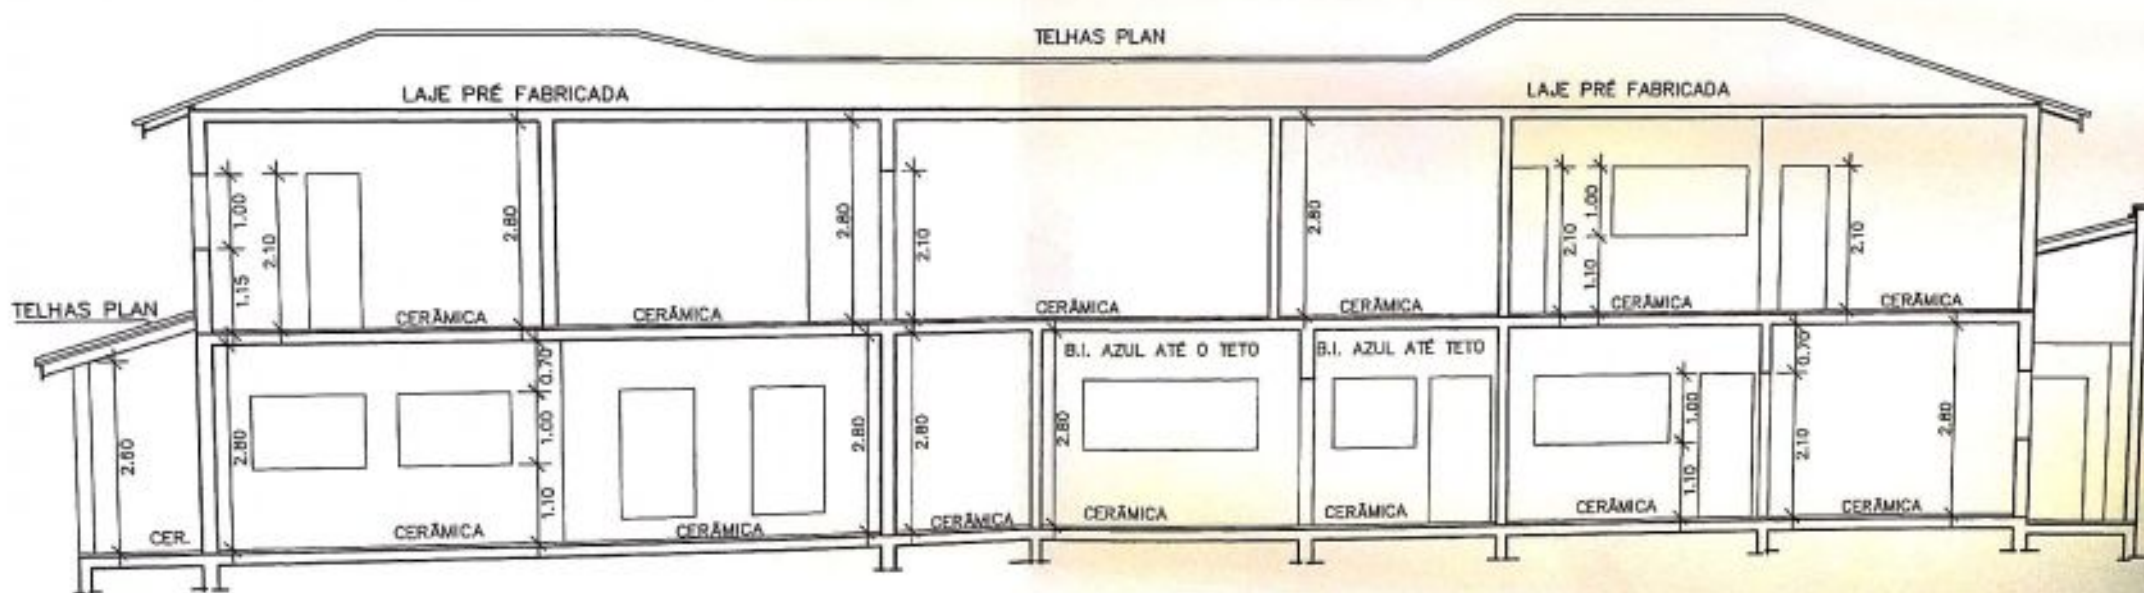 TELHAS PLAN
LAJE PRÉ FABRICADA
LAJE PRÉ FABRICADA
1.00
2.10
1.15
2.80
2.80
2.10
2.80
2.10
1.00
1.10
2.10
CERÂMICA
CERÂMICA
CERÂMICA
CERÂMICA
CERÂMICA
CERÂMICA
TELHAS PLAN
B.I. AZUL ATÉ O TETO
B.I. AZUL ATÉ TETO
2.60
2.80
0.70
1.00
1.10
2.80
2.80
2.80
1.00
1.10
0.70
2.10
2.80
CER.
CERÂMICA
CERÂMICA
CERÂMICA
CERÂMICA
CERÂMICA
CERÂMICA
CERÂMICA